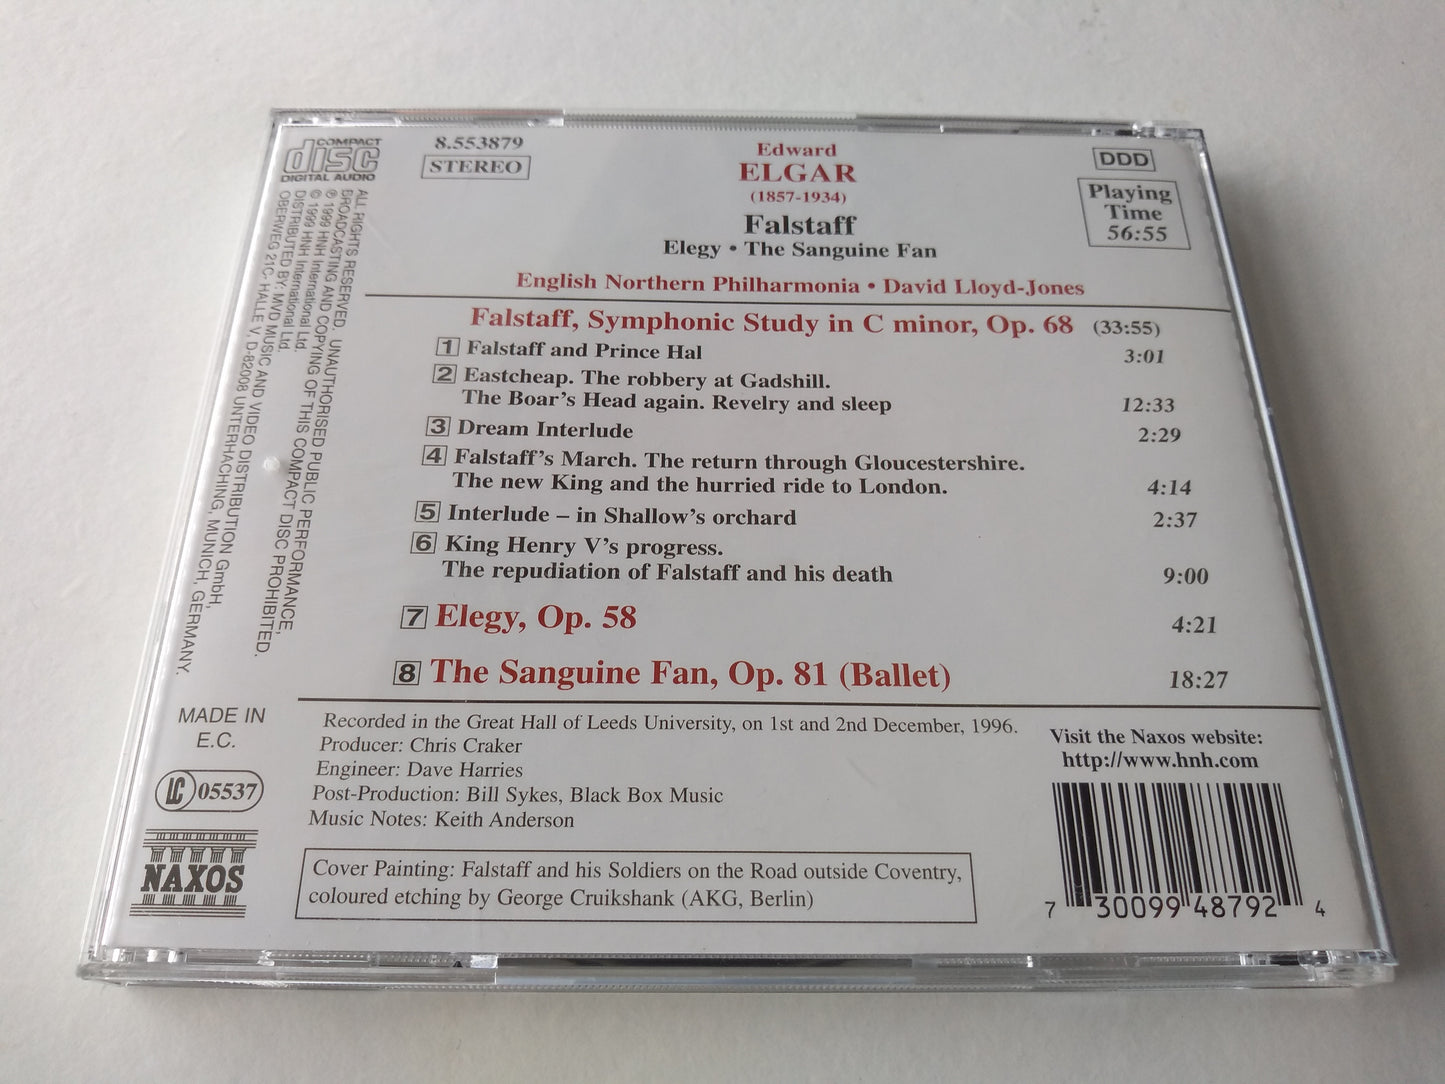 COMPACT
disc
DIGITAL AUDIO
8.553879
STEREO
Edward
ELGAR
(1857-1934)
Falstaff
Elegy • The Sanguine Fan
English Northern Philharmonia • David Lloyd-Jones
DDD
Playing
Time
56:55
Falstaff, Symphonic Study in C minor, Op. 68 (33:55)
1 Falstaff and Prince Hal 3:01
2 Eastcheap. The robbery at Gadshill.
The Boar's Head again. Revelry and sleep 12:33
3 Dream Interlude 2:29
4 Falstaff's March. The return through Gloucestershire.
The new King and the hurried ride to London. 4:14
5 Interlude – in Shallow's orchard 2:37
6 King Henry V's progress.
The repudiation of Falstaff and his death 9:00
7 Elegy, Op. 58 4:21
8 The Sanguine Fan, Op. 81 (Ballet) 18:27
ALL RIGHTS RESERVED. UNAUTHORISED PUBLIC PERFORMANCE,
BROADCASTING AND COPYING OF THIS COMPACT DISC PROHIBITED.
℗ 1999 HNH International Ltd.
© 1999 HNH International Ltd.
DISTRIBUTED BY: MVD MUSIC AND VIDEO DISTRIBUTION GmbH,
OBERWEG 21C- HALLE V, D-82008 UNTERHACHING, MUNICH, GERMANY.
MADE IN
E.C.
LC 05537
NAXOS
Recorded in the Great Hall of Leeds University, on 1st and 2nd December, 1996.
Producer: Chris Craker
Engineer: Dave Harries
Post-Production: Bill Sykes, Black Box Music
Music Notes: Keith Anderson
Cover Painting: Falstaff and his Soldiers on the Road outside Coventry,
coloured etching by George Cruikshank (AKG, Berlin)
Visit the Naxos website:
http://www.hnh.com
7 30099 48792 4